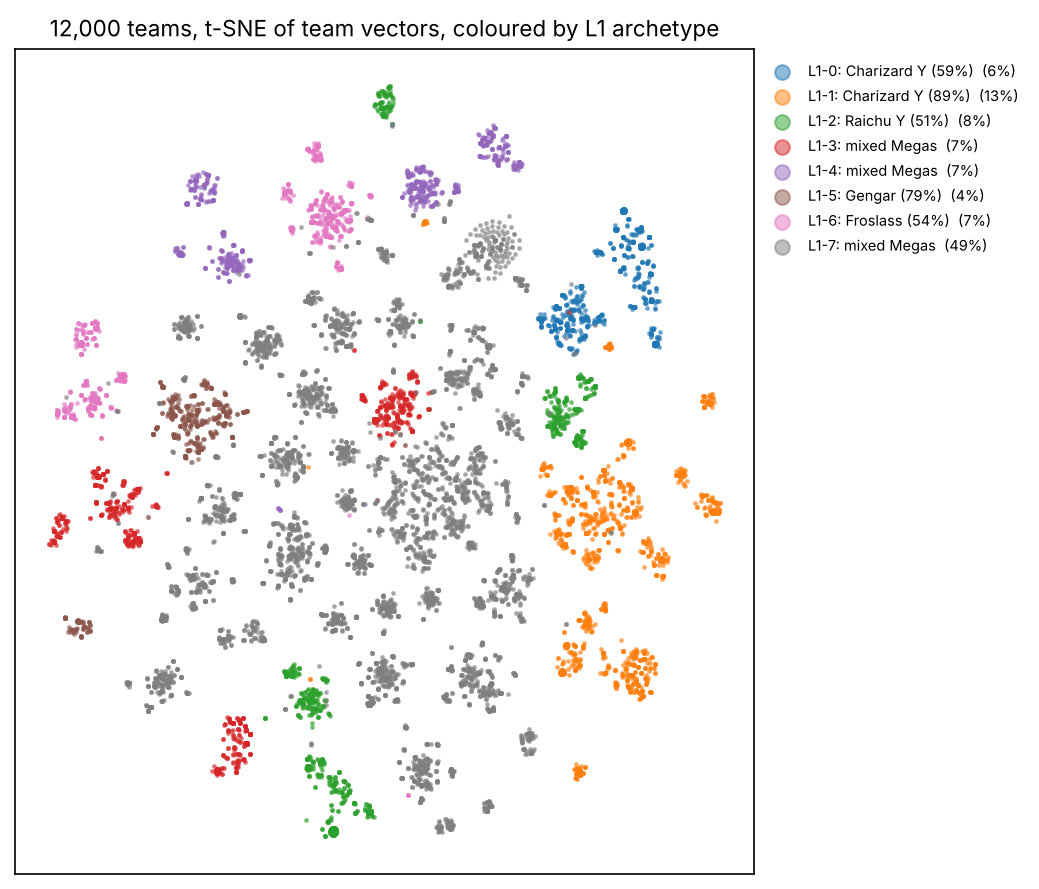 12,000 teams, t-SNE of team vectors, coloured by L1 archetype
L1-0: Charizard Y (59%)  (6%)
L1-1: Charizard Y (89%)  (13%)
L1-2: Raichu Y (51%)  (8%)
L1-3: mixed Megas  (7%)
L1-4: mixed Megas  (7%)
L1-5: Gengar (79%)  (4%)
L1-6: Froslass (54%)  (7%)
L1-7: mixed Megas  (49%)